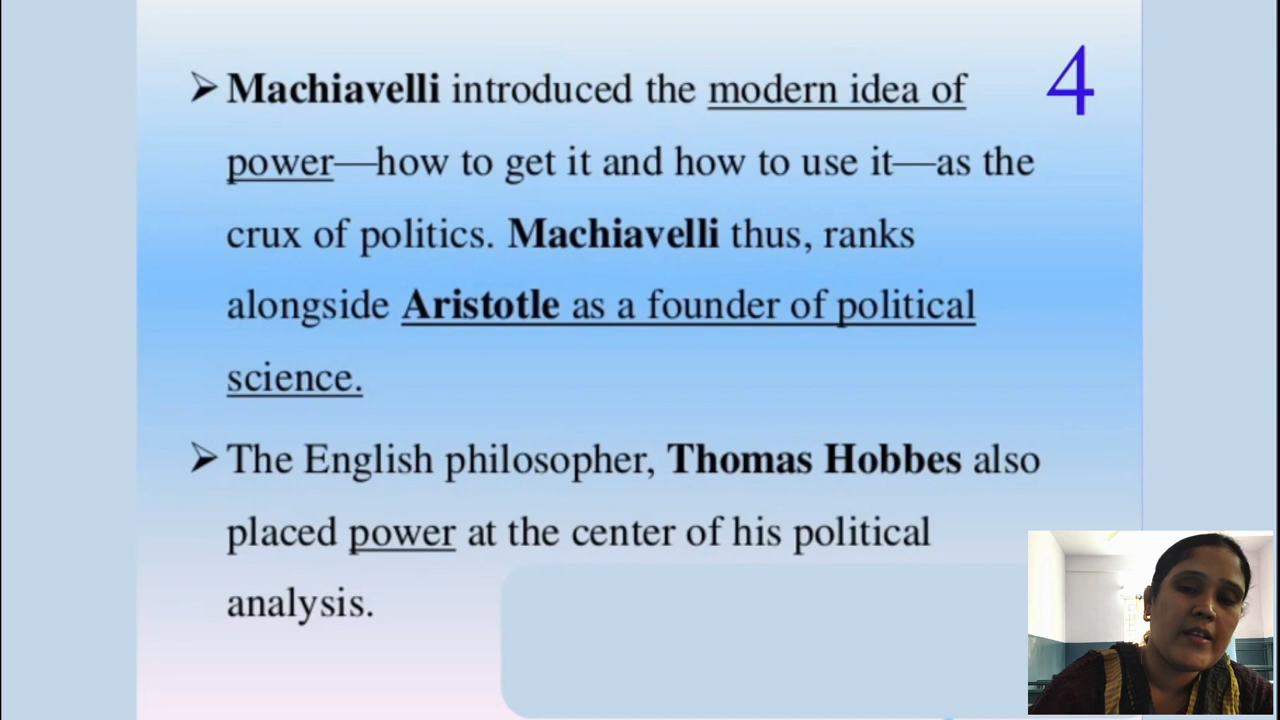 4
➢ Machiavelli introduced the modern idea of
power—how to get it and how to use it—as the
crux of politics. Machiavelli thus, ranks
alongside Aristotle as a founder of political
science.
➢ The English philosopher, Thomas Hobbes also
placed power at the center of his political
analysis.